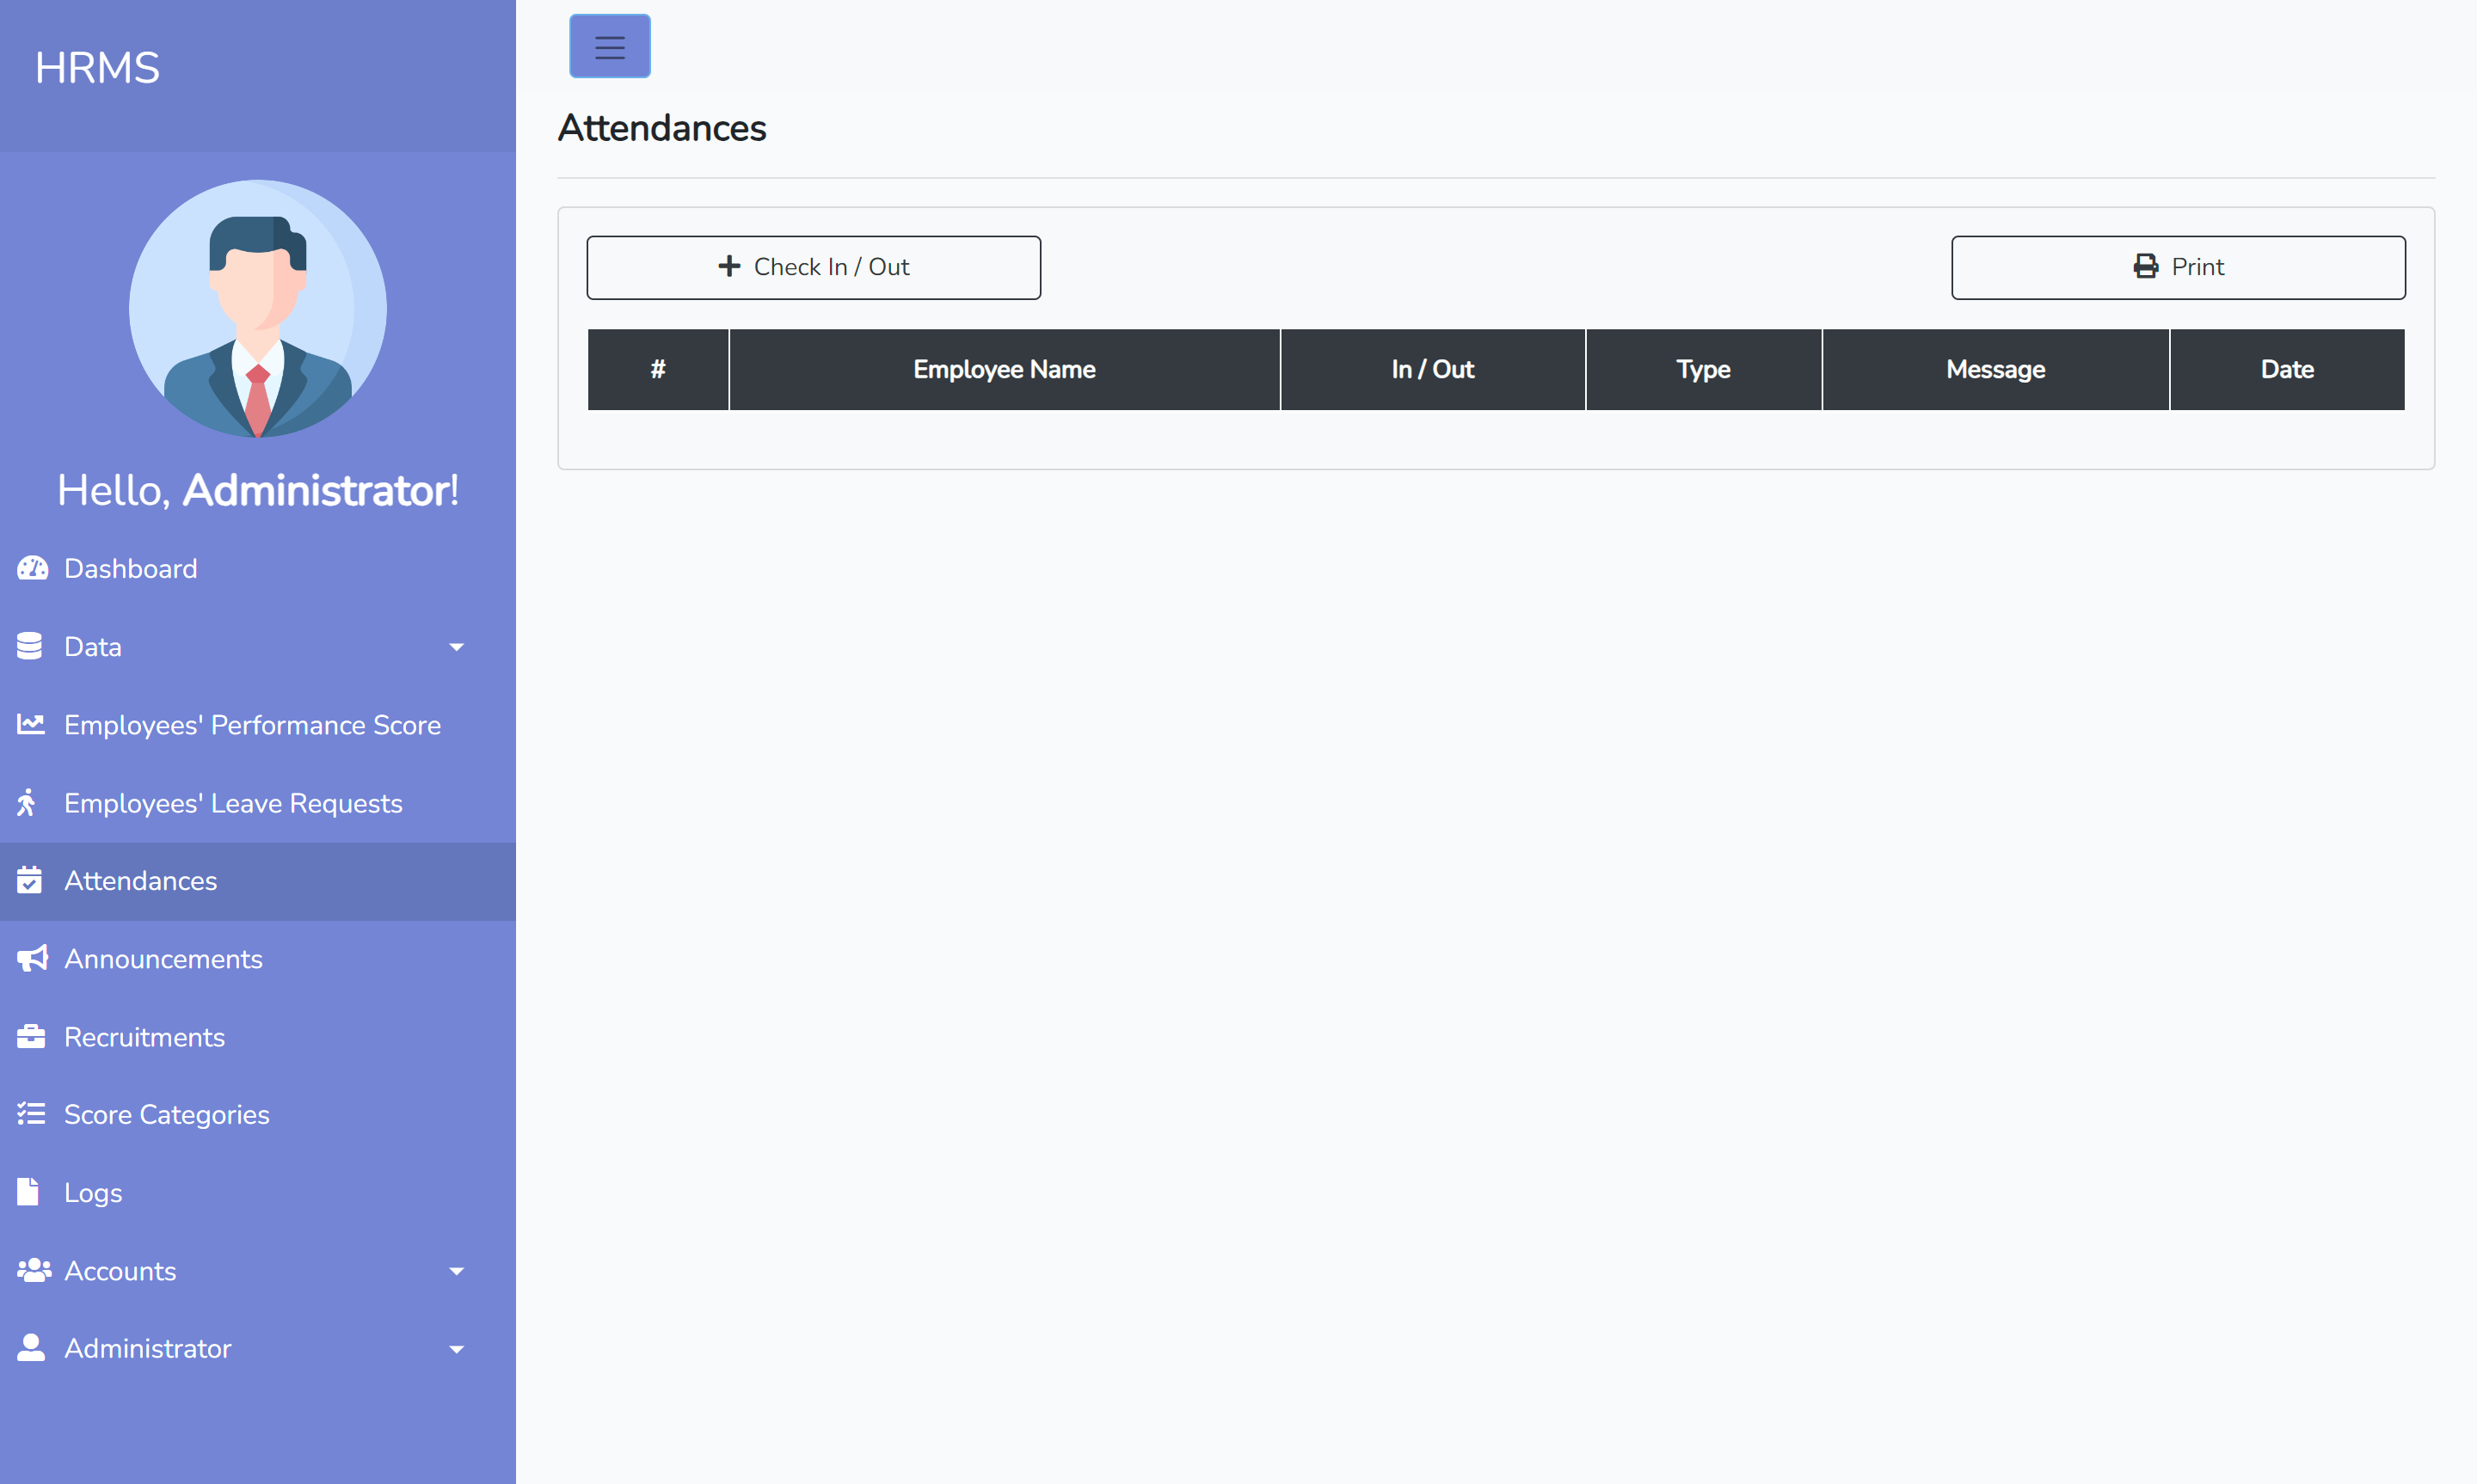 HRMS
Hello, Administrator!
Dashboard
Data
Employees' Performance Score
Employees' Leave Requests
Attendances
Announcements
Recruitments
Score Categories
Logs
Accounts
Administrator
Attendances
Check In / Out
Print
# Employee Name In / Out Type Message Date